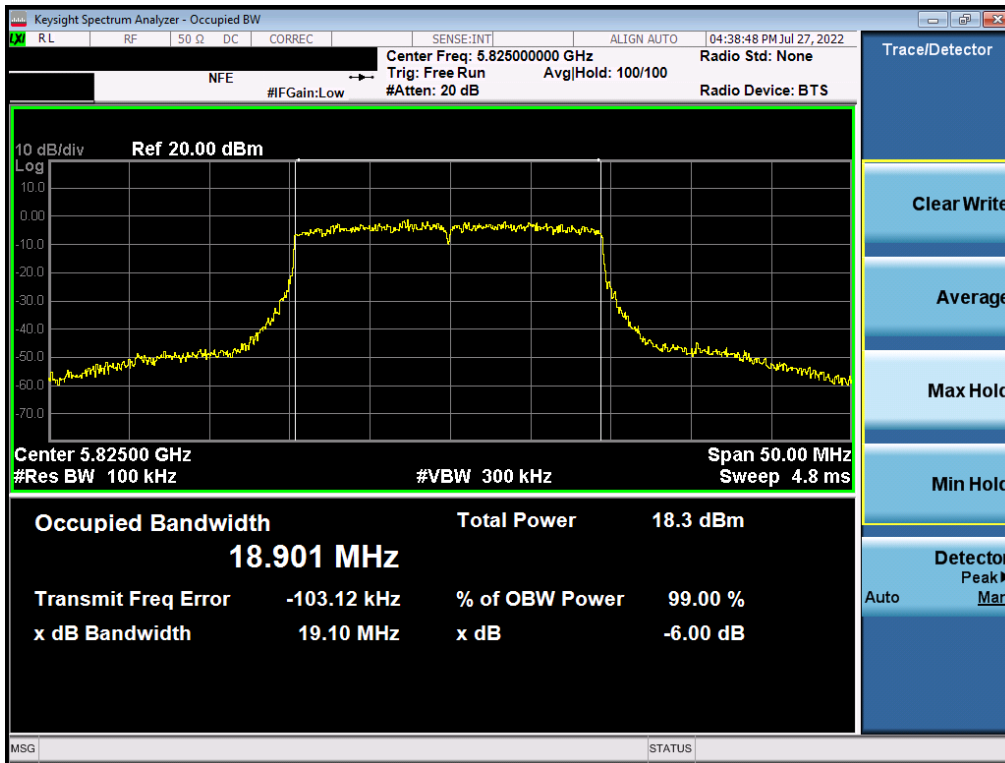 Keysight Spectrum Analyzer - Occupied BW
LXI RL RF 50 Ω DC CORREC SENSE:INT ALIGN AUTO 04:38:48 PM Jul 27, 2022
Center Freq: 5.825000000 GHz Radio Std: None
NFE Trig: Free Run Avg|Hold: 100/100
#IFGain:Low #Atten: 20 dB Radio Device: BTS
Trace/Detector
10 dB/div Ref 20.00 dBm
Log
10.0
0.00
-10.0
-20.0
-30.0
-40.0
-50.0
-60.0
-70.0
Center 5.82500 GHz Span 50.00 MHz
#Res BW 100 kHz #VBW 300 kHz Sweep 4.8 ms
Occupied Bandwidth Total Power 18.3 dBm
18.901 MHz
Transmit Freq Error -103.12 kHz % of OBW Power 99.00 %
x dB Bandwidth 19.10 MHz x dB -6.00 dB
Clear Write
Average
Max Hold
Min Hold
Detector
Peak
Auto Man
MSG STATUS